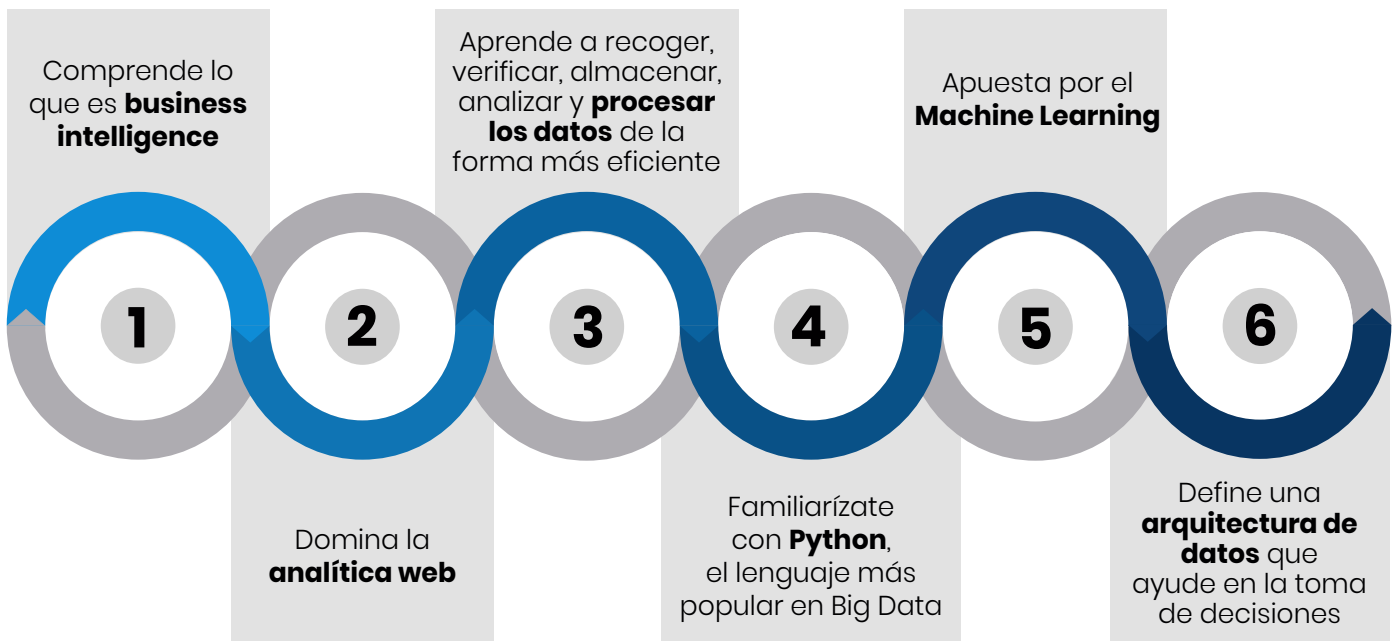 Comprende lo
que es business
intelligence
1
Domina la
analítica web
2
Aprende a recoger,
verificar, almacenar,
analizar y procesar
los datos de la
forma más eficiente
3
Familiarízate
con Python,
el lenguaje más
popular en Big Data
4
Apuesta por el
Machine Learning
5
Define una
arquitectura de
datos que
ayude en la toma
de decisiones
6